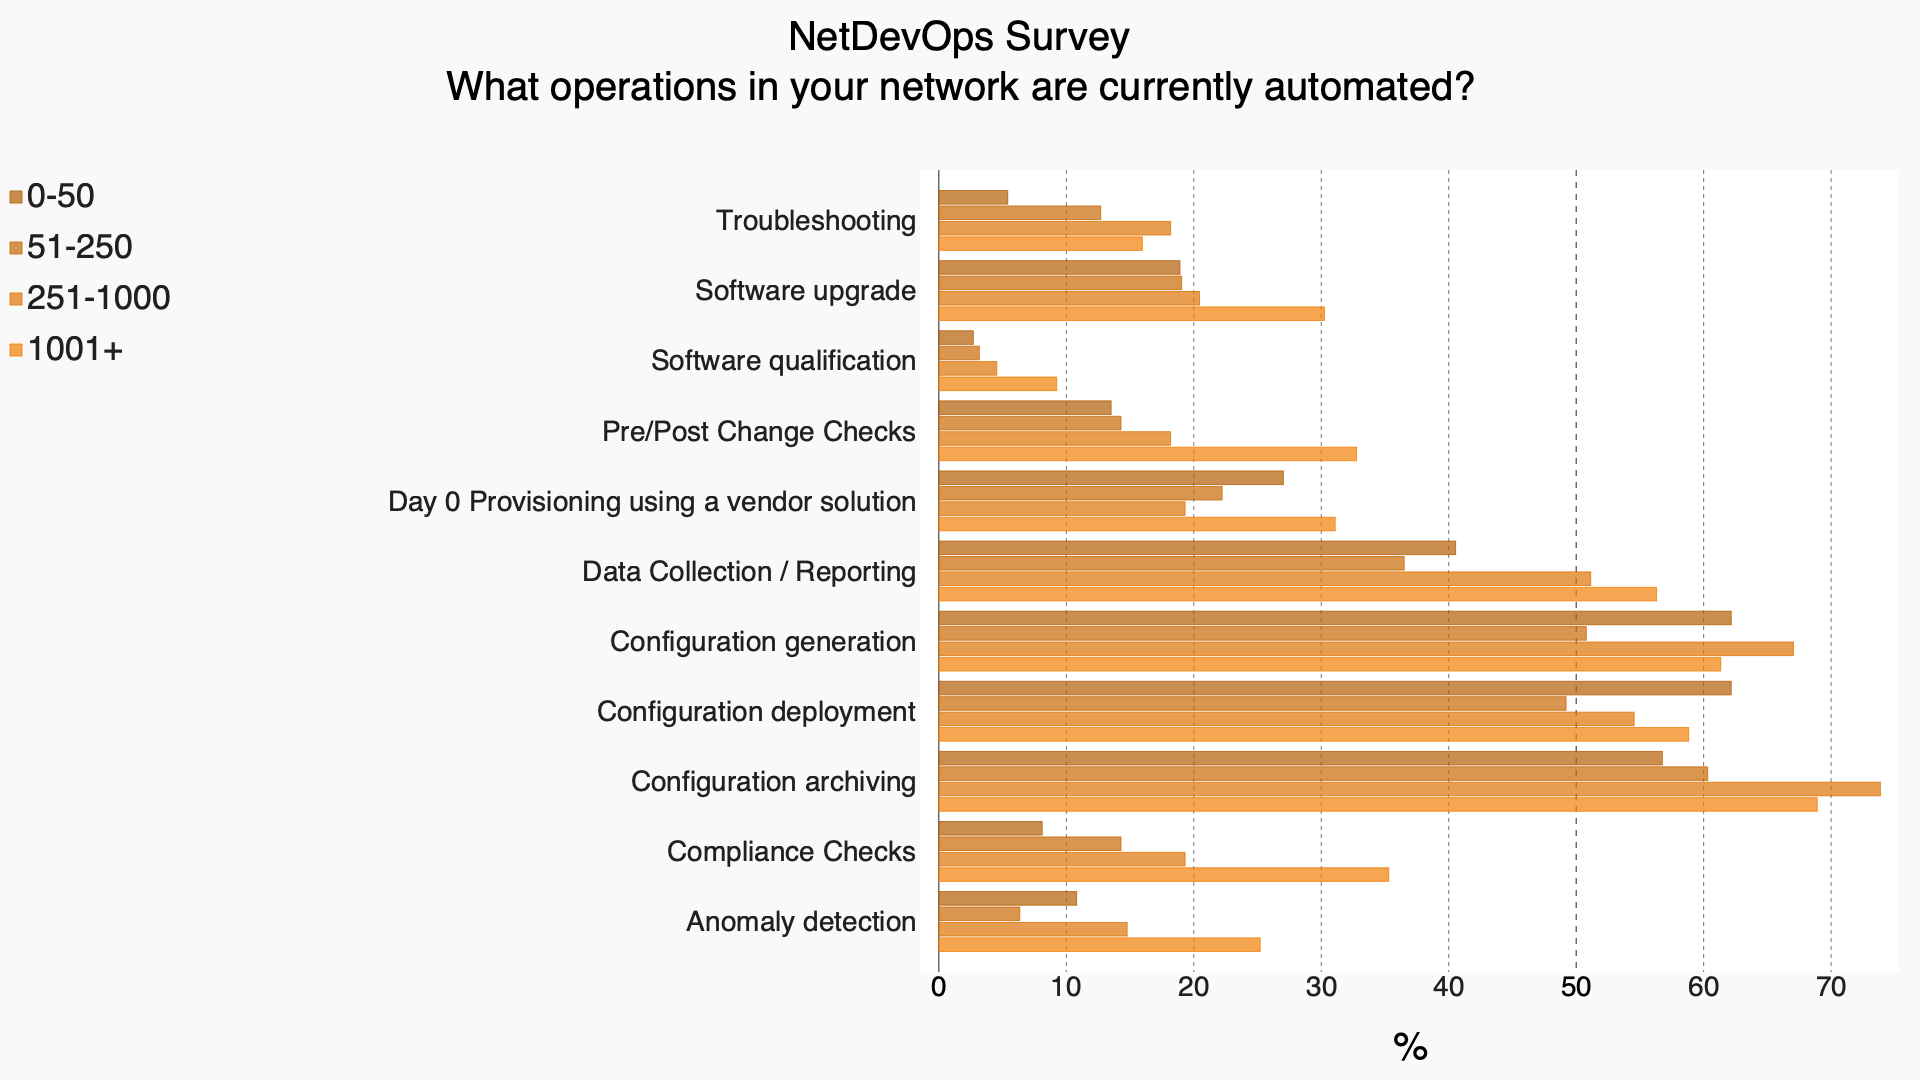 NetDevOps Survey
What operations in your network are currently automated?
0-50
51-250
251-1000
1001+
Troubleshooting
Software upgrade
Software qualification
Pre/Post Change Checks
Day 0 Provisioning using a vendor solution
Data Collection / Reporting
Configuration generation
Configuration deployment
Configuration archiving
Compliance Checks
Anomaly detection
0 10 20 30 40 50 60 70
%